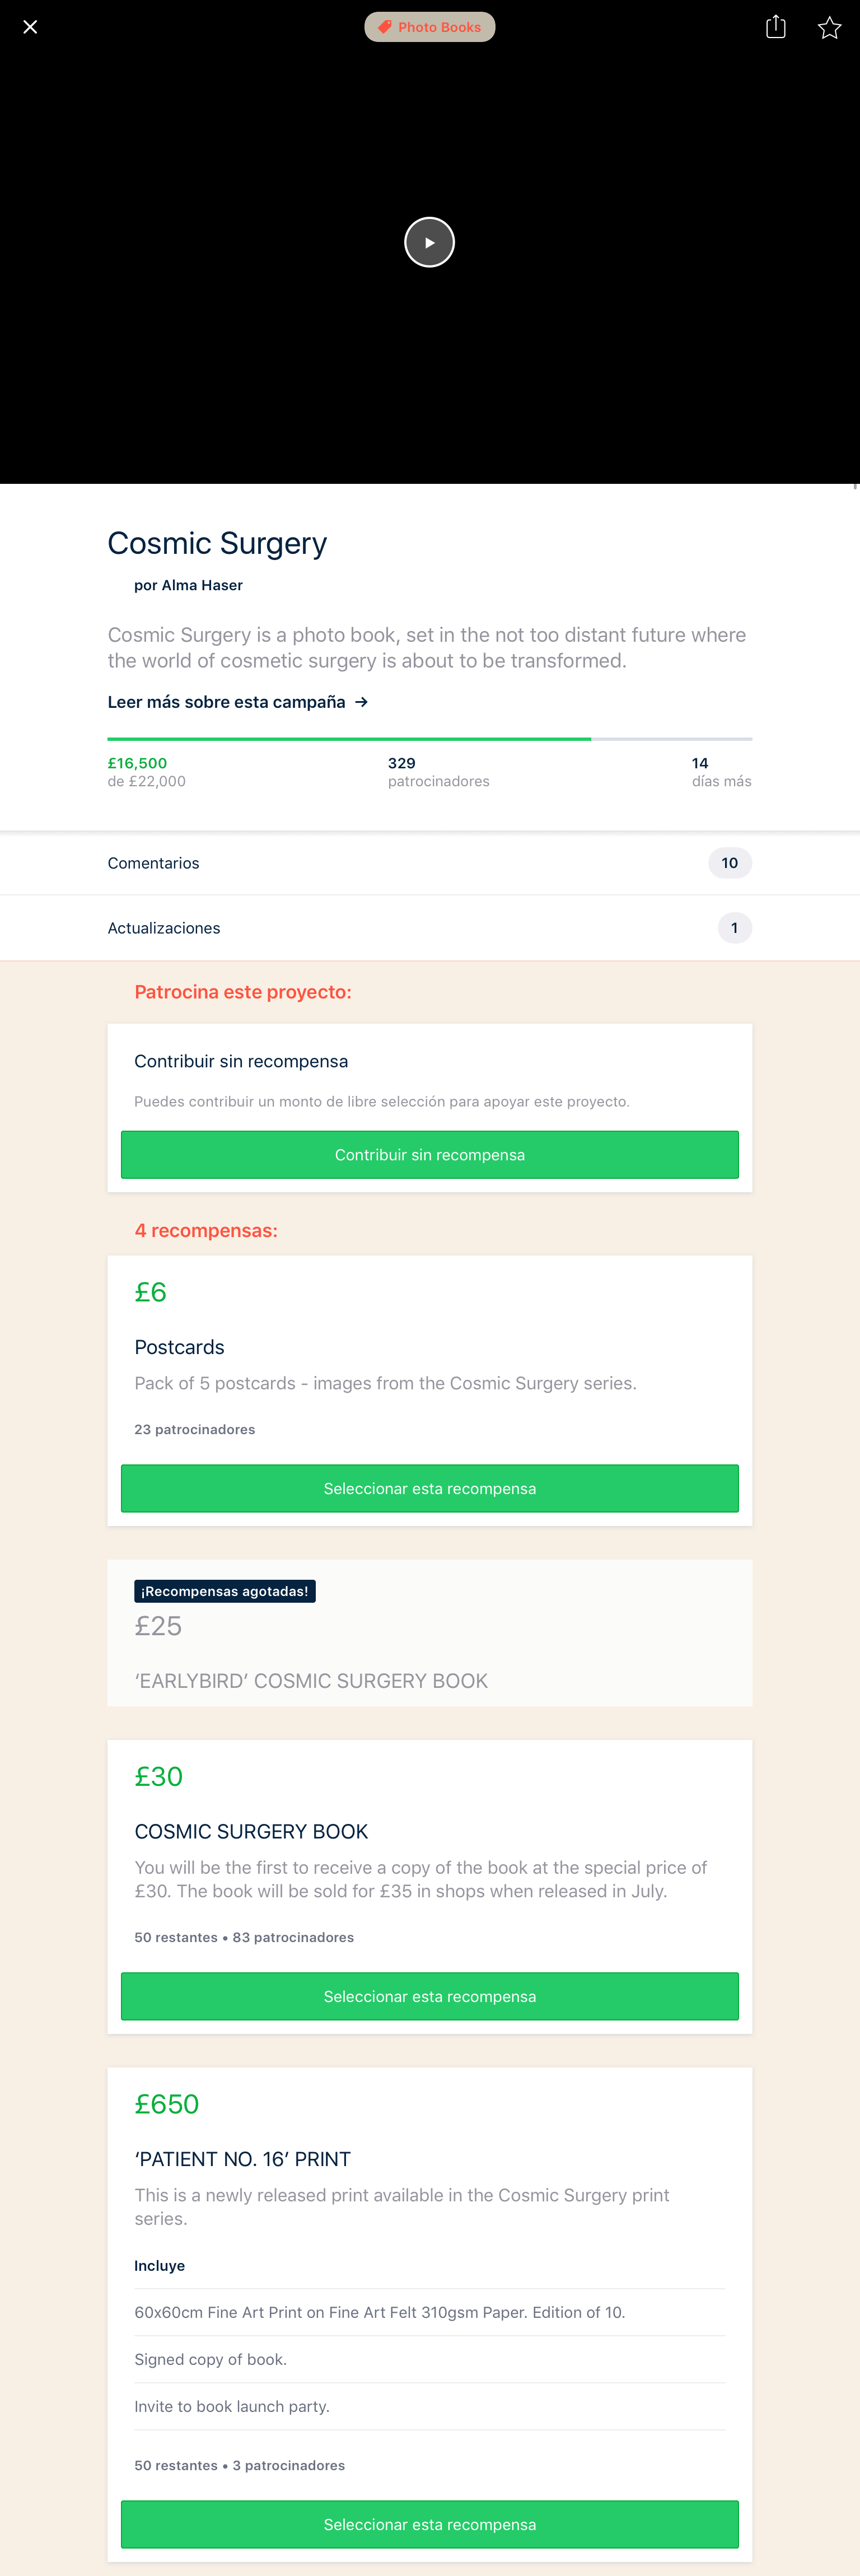 Photo Books
Cosmic Surgery
por Alma Haser
Cosmic Surgery is a photo book, set in the not too distant future where
the world of cosmetic surgery is about to be transformed.
Leer más sobre esta campaña →
£16,500
de £22,000
329
patrocinadores
14
días más
Comentarios
10
Actualizaciones
1
Patrocina este proyecto:
Contribuir sin recompensa
Puedes contribuir un monto de libre selección para apoyar este proyecto.
Contribuir sin recompensa
4 recompensas:
£6
Postcards
Pack of 5 postcards - images from the Cosmic Surgery series.
23 patrocinadores
Seleccionar esta recompensa
¡Recompensas agotadas!
£25
‘EARLYBIRD’ COSMIC SURGERY BOOK
£30
COSMIC SURGERY BOOK
You will be the first to receive a copy of the book at the special price of
£30. The book will be sold for £35 in shops when released in July.
50 restantes • 83 patrocinadores
Seleccionar esta recompensa
£650
‘PATIENT NO. 16’ PRINT
This is a newly released print available in the Cosmic Surgery print
series.
Incluye
60x60cm Fine Art Print on Fine Art Felt 310gsm Paper. Edition of 10.
Signed copy of book.
Invite to book launch party.
50 restantes • 3 patrocinadores
Seleccionar esta recompensa